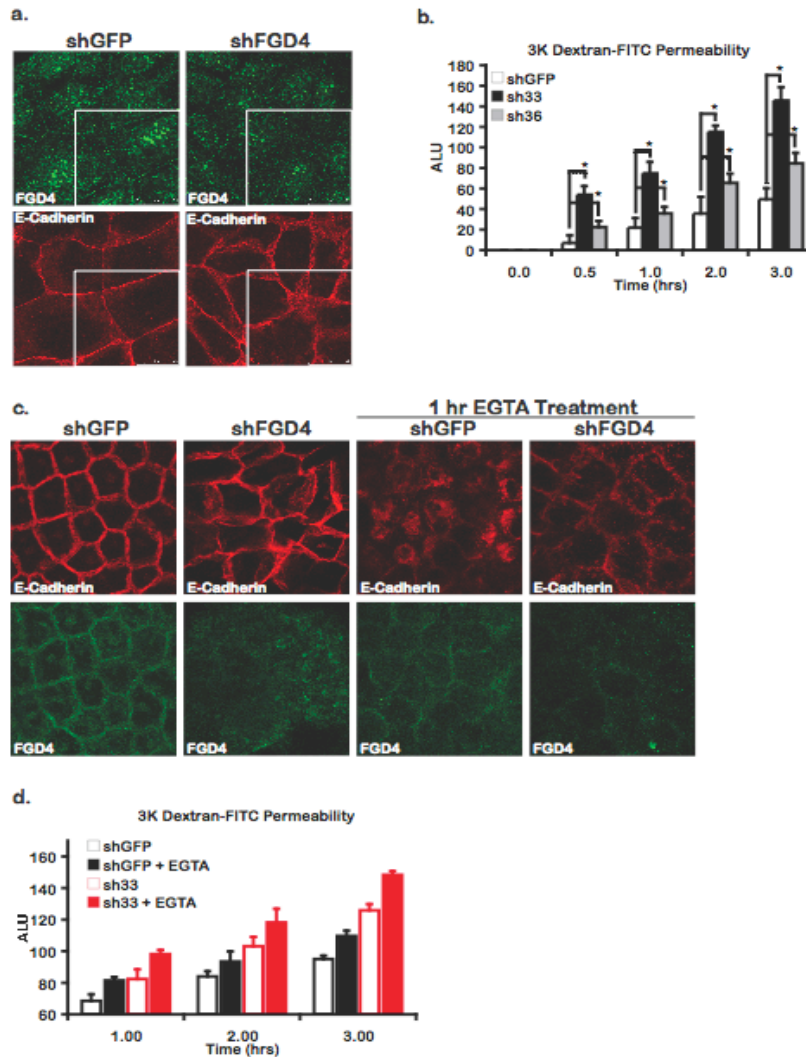 a.
shGFP shFGD4
FGD4
E-Cadherin E-Cadherin
b.
3K Dextran-FITC Permeability
shGFP
sh33
sh36
ALU
180
160
140
120
100
80
60
40
20
0
* * * * * * * *
0.0 0.5 1.0 2.0 3.0
Time (hrs)
c.
1 hr EGTA Treatment
shGFP shFGD4 shGFP shFGD4
E-Cadherin E-Cadherin E-Cadherin E-Cadherin
FGD4 FGD4 FGD4 FGD4
d.
3K Dextran-FITC Permeability
shGFP
shGFP + EGTA
sh33
sh33 + EGTA
ALU
160
140
120
100
80
60
1.00 2.00 3.00
Time (hrs)